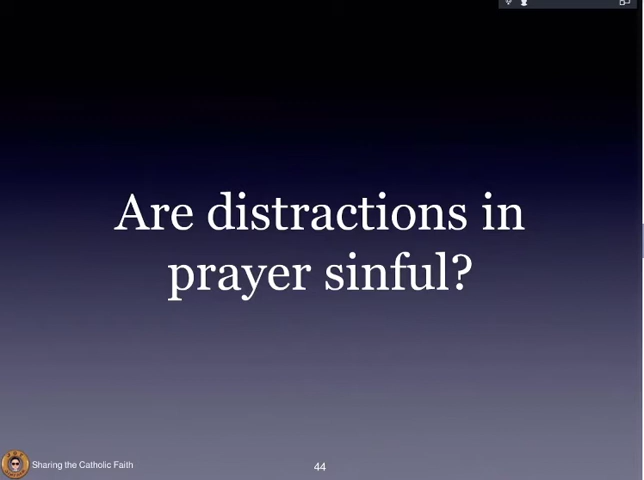 Are distractions in
prayer sinful?
Sharing the Catholic Faith
44